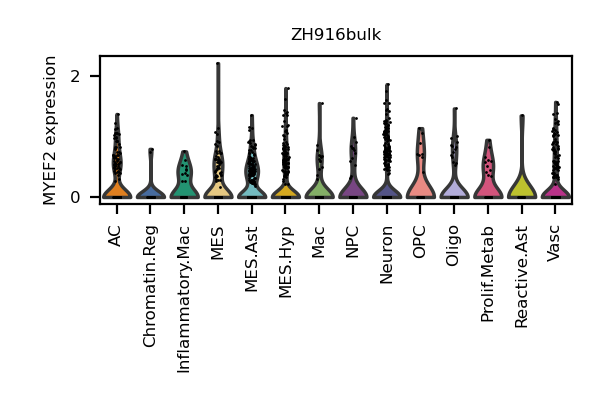 ZH916bulk
MYEF2 expression
2
0
AC
Chromatin.Reg
Inflammatory.Mac
MES
MES.Ast
MES.Hyp
Mac
NPC
Neuron
OPC
Oligo
Prolif.Metab
Reactive.Ast
Vasc